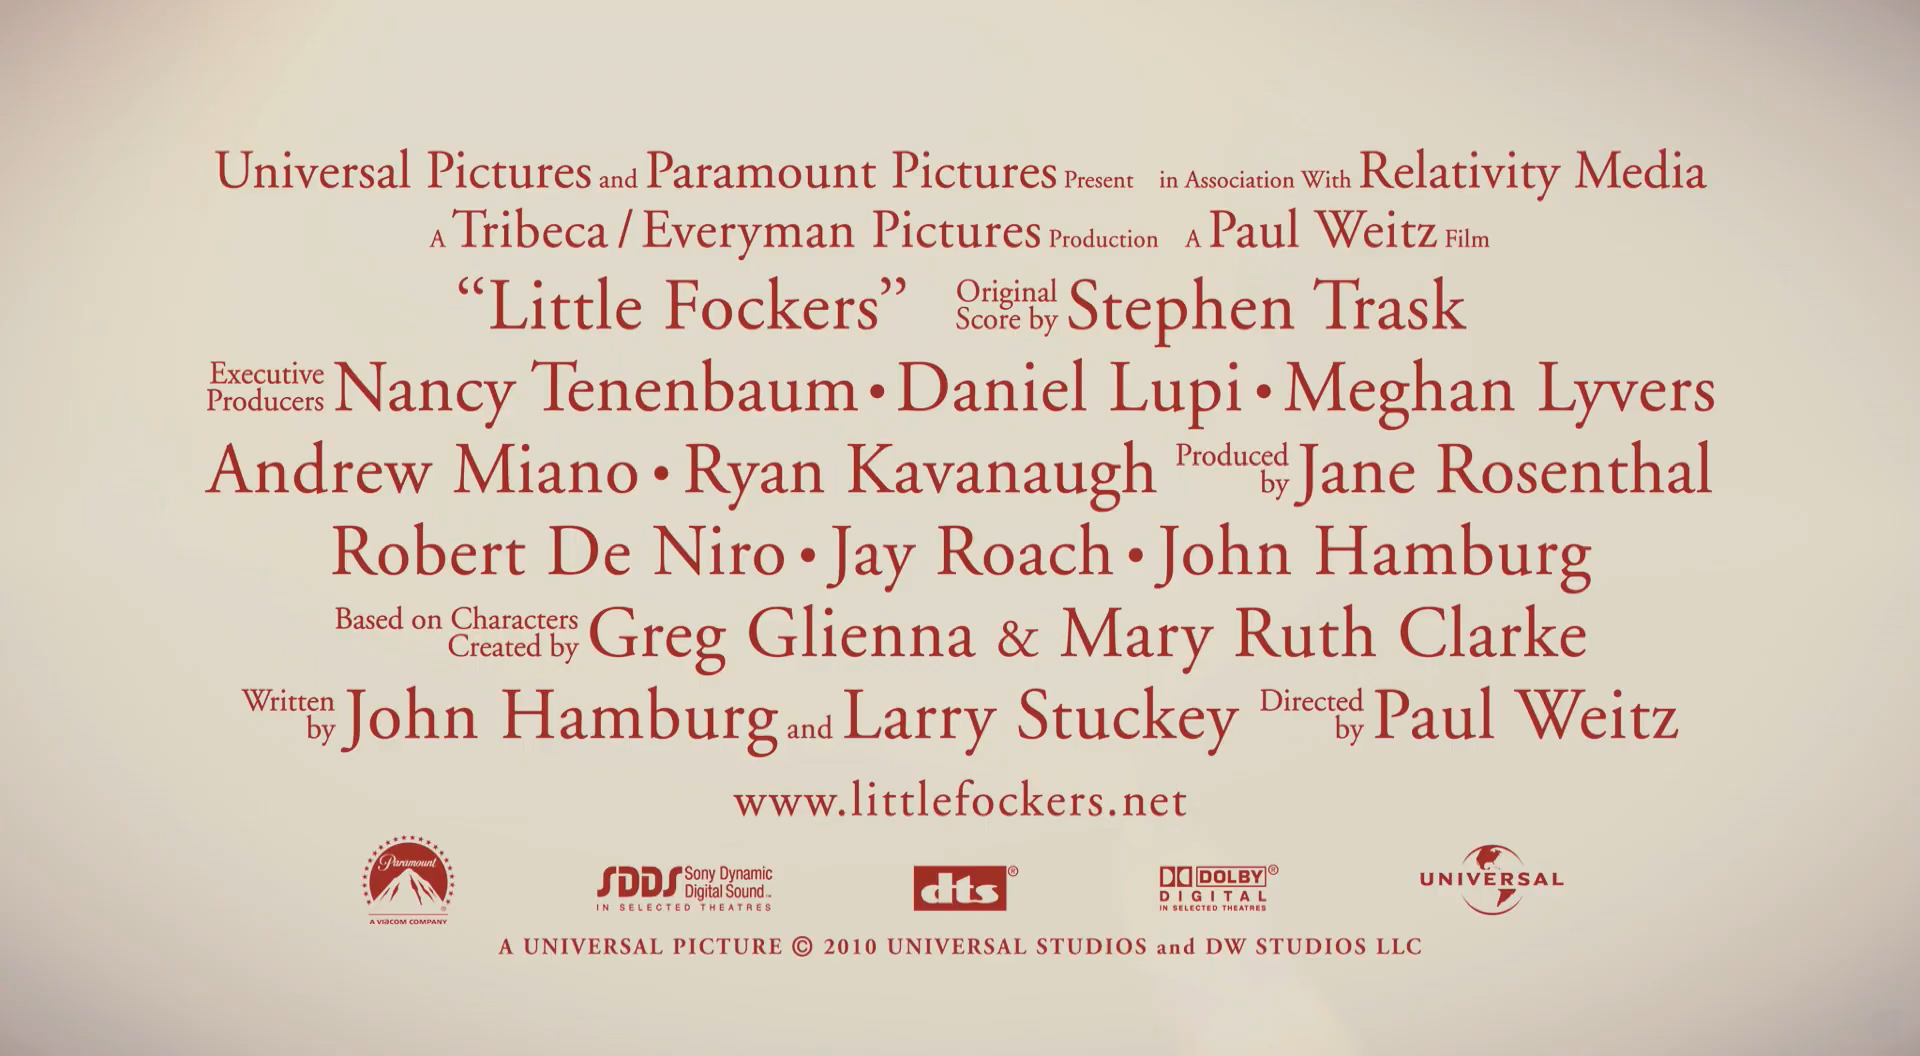 Universal Pictures and Paramount Pictures Present in Association With Relativity Media
A Tribeca / Everyman Pictures Production A Paul Weitz Film
“Little Fockers” Original Score by Stephen Trask
Executive Producers Nancy Tenenbaum • Daniel Lupi • Meghan Lyvers
Andrew Miano • Ryan Kavanaugh Produced by Jane Rosenthal
Robert De Niro • Jay Roach • John Hamburg
Based on Characters Created by Greg Glienna & Mary Ruth Clarke
Written by John Hamburg and Larry Stuckey Directed by Paul Weitz
www.littlefockers.net
Paramount
A VIACOM COMPANY
SDDS Sony Dynamic Digital Sound™
IN SELECTED THEATRES
dts®
DOLBY®
DIGITAL
IN SELECTED THEATRES
UNIVERSAL
A UNIVERSAL PICTURE © 2010 UNIVERSAL STUDIOS and DW STUDIOS LLC